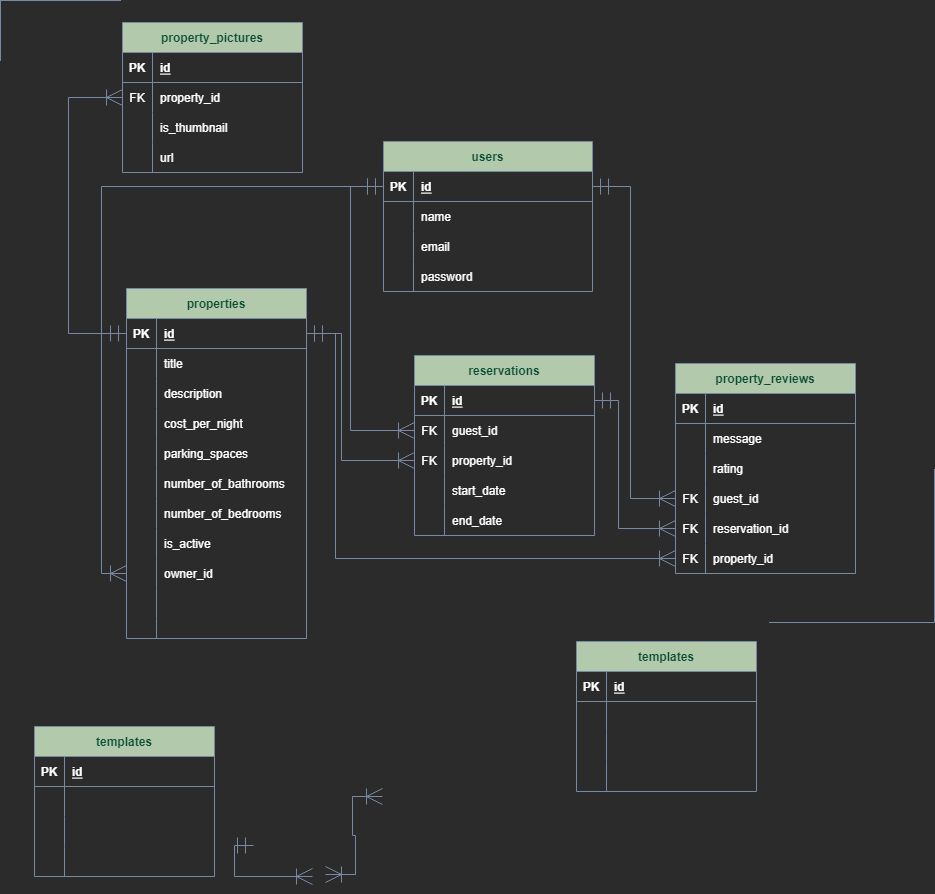 property_pictures
PK id
FK property_id
is_thumbnail
url
users
PK id
name
email
password
properties
PK id
title
description
cost_per_night
parking_spaces
number_of_bathrooms
number_of_bedrooms
is_active
owner_id
reservations
PK id
FK guest_id
FK property_id
start_date
end_date
property_reviews
PK id
message
rating
FK guest_id
FK reservation_id
FK property_id
templates
PK id
templates
PK id